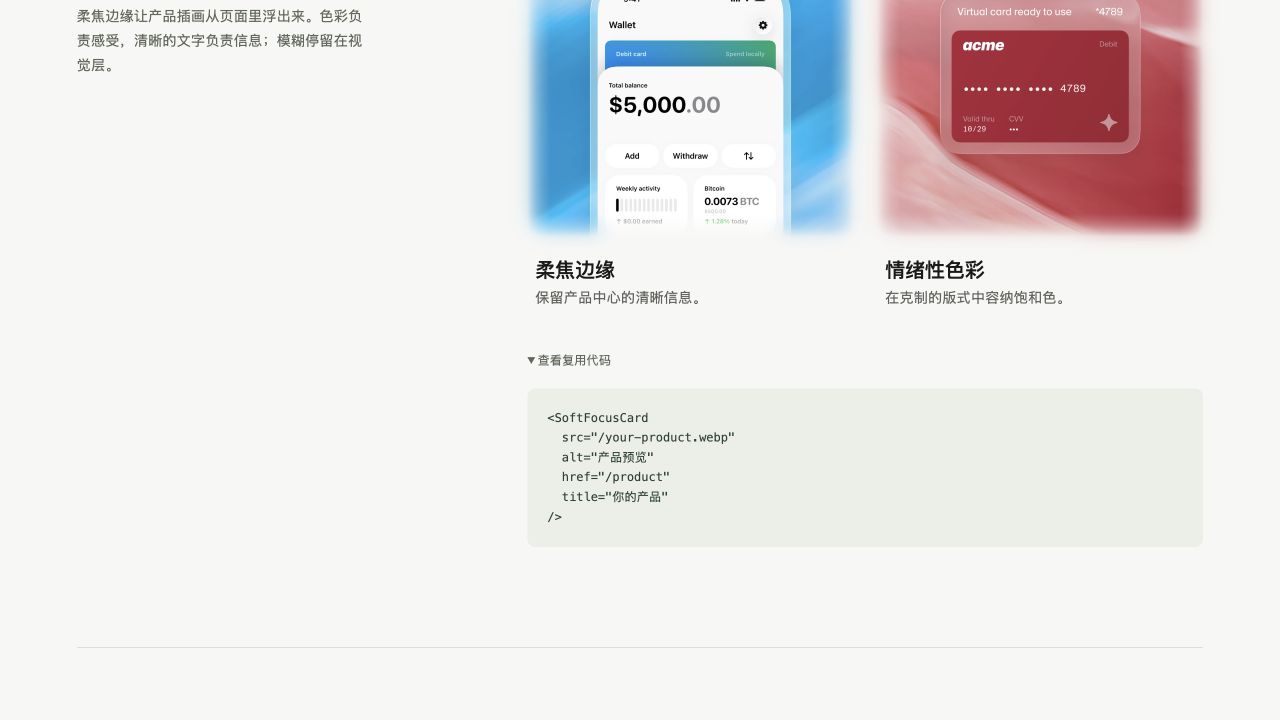 柔焦边缘让产品插画从页面里浮出来。色彩负
责感受，清晰的文字负责信息；模糊停留在视
觉层。
Wallet
Debit card
Spend locally
Total balance
$5,000.00
Add
Withdraw
Weekly activity
↑ $0.00 earned
Bitcoin
0.0073 BTC
↑ 1.28% today
Virtual card ready to use
*4789
acme
Debit
•••• •••• •••• 4789
Valid thru
CVV
10/29
•••
柔焦边缘
保留产品中心的清晰信息。
情绪性色彩
在克制的版式中容纳饱和色。
▼查看复用代码
<SoftFocusCard
  src="/your-product.webp"
  alt="产品预览"
  href="/product"
  title="你的产品"
/>